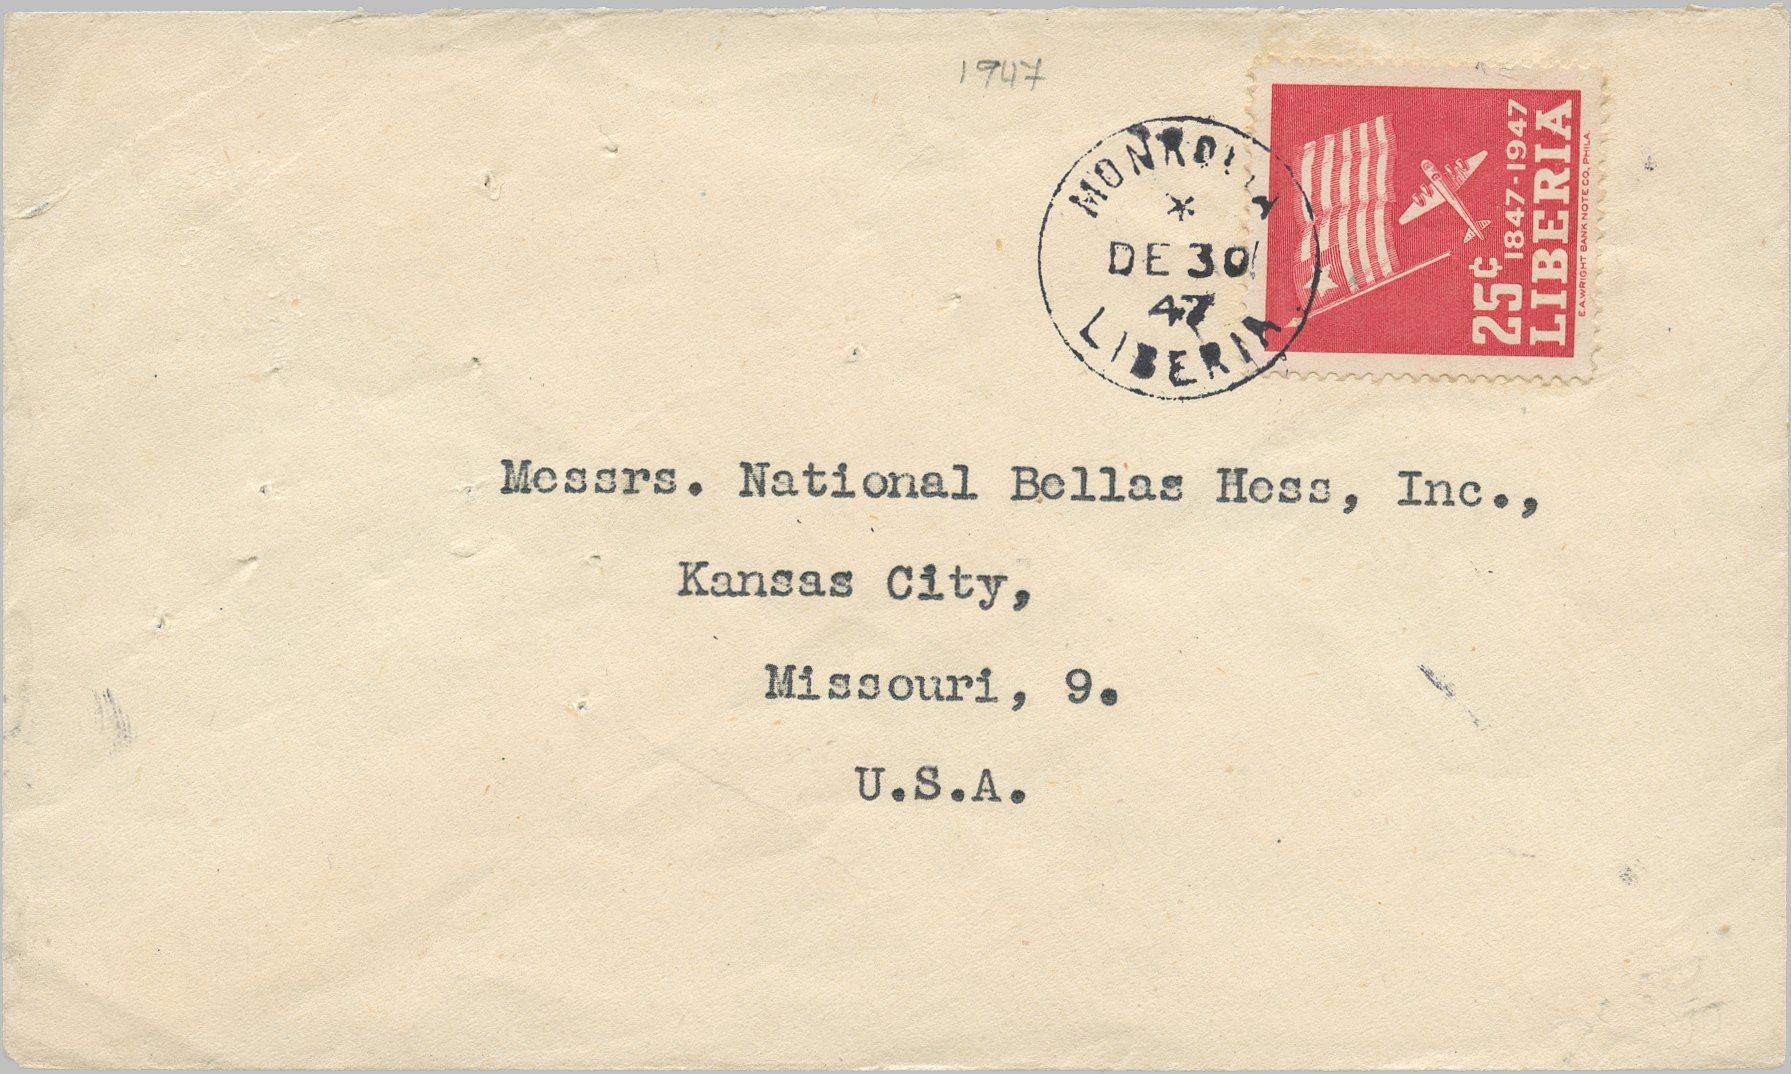 1947
MONROVIA
DE 30
47
LIBERIA
25¢
1847-1947
LIBERIA
E.A.WRIGHT BANK NOTE CO., PHILA.
Messrs. National Bellas Hess, Inc.,
Kansas City,
Missouri, 9.
U.S.A.